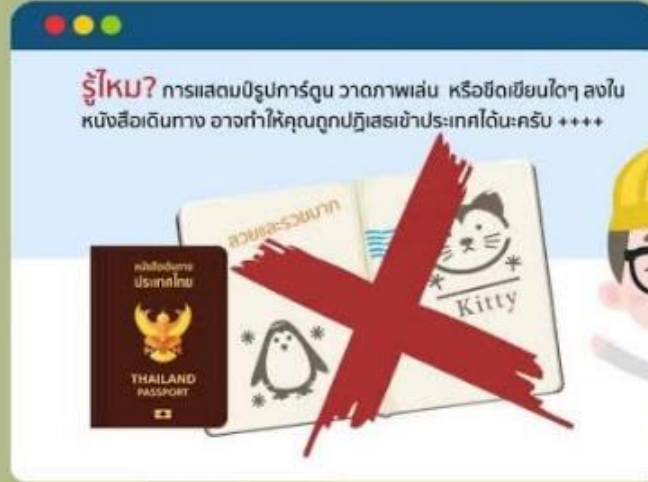 รู้ไหม? การแสตมป์รูปการ์ตูน วาดภาพเล่น หรือขีดเขียนใดๆ ลงใน
หนังสือเดินทาง อาจทำให้คุณถูกปฏิเสธเข้าประเทศได้นะครับ ++++
สวยและรวยมาก
หนังสือเดินทาง
ประเทศไทย
THAILAND
PASSPORT
Kitty